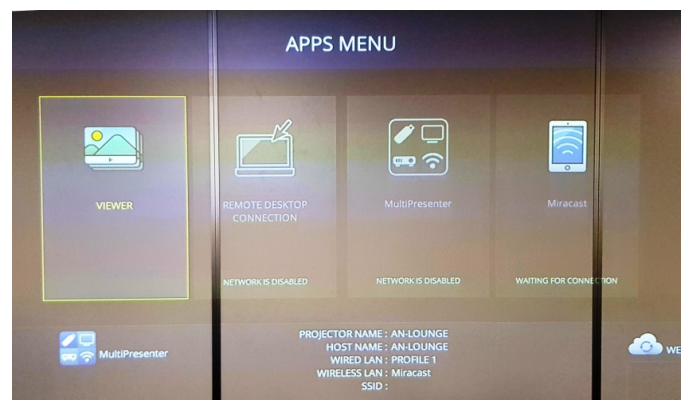 APPS MENU
VIEWER
REMOTE DESKTOP
CONNECTION
MultiPresenter
Miracast
NETWORK IS DISABLED
NETWORK IS DISABLED
WAITING FOR CONNECTION
MultiPresenter
PROJECTOR NAME : AN-LOUNGE
HOST NAME : AN-LOUNGE
WIRED LAN : PROFILE 1
WIRELESS LAN : Miracast
SSID :
WE